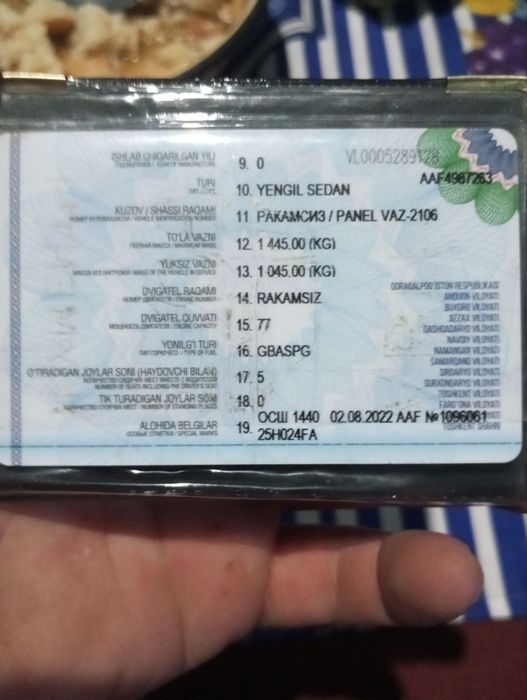 ISHLAB CHIQARILGAN YILI 9. 0 VL0005289128
AAF4987263
TURI 10. YENGIL SEDAN
KUZOV / SHASSI RAQAMI 11 РАКАМСИЗ / PANEL VAZ-2106
TO'LA VAZNI 12. 1 445.00 (KG)
YUKSIZ VAZNI 13. 1 045.00 (KG)
DVIGATEL RAQAMI 14. RAKAMSIZ
DVIGATEL QUVVATI 15. 77
YONILG'I TURI 16. GBASPG
O'TIRADIGAN JOYLAR SONI (HAYDOVCHI BILAN) 17. 5
TIK TURADIGAN JOYLAR SONI 18. 0
ALOHIDA BELGILAR 19. ОСШ 1440 02.08.2022 AAF №1096061
25H024FA
QORAQALPOG'ISTON RESPUBLIKASI
ANDIJON VILOYATI
BUXORO VILOYATI
JIZZAX VILOYATI
QASHQADARYO VILOYATI
NAVOIY VILOYATI
NAMANGAN VILOYATI
SAMARQAND VILOYATI
SIRDARYO VILOYATI
SURXONDARYO VILOYATI
TOSHKENT VILOYATI
FARG'ONA VILOYATI
TOSHKENT SHAHRI